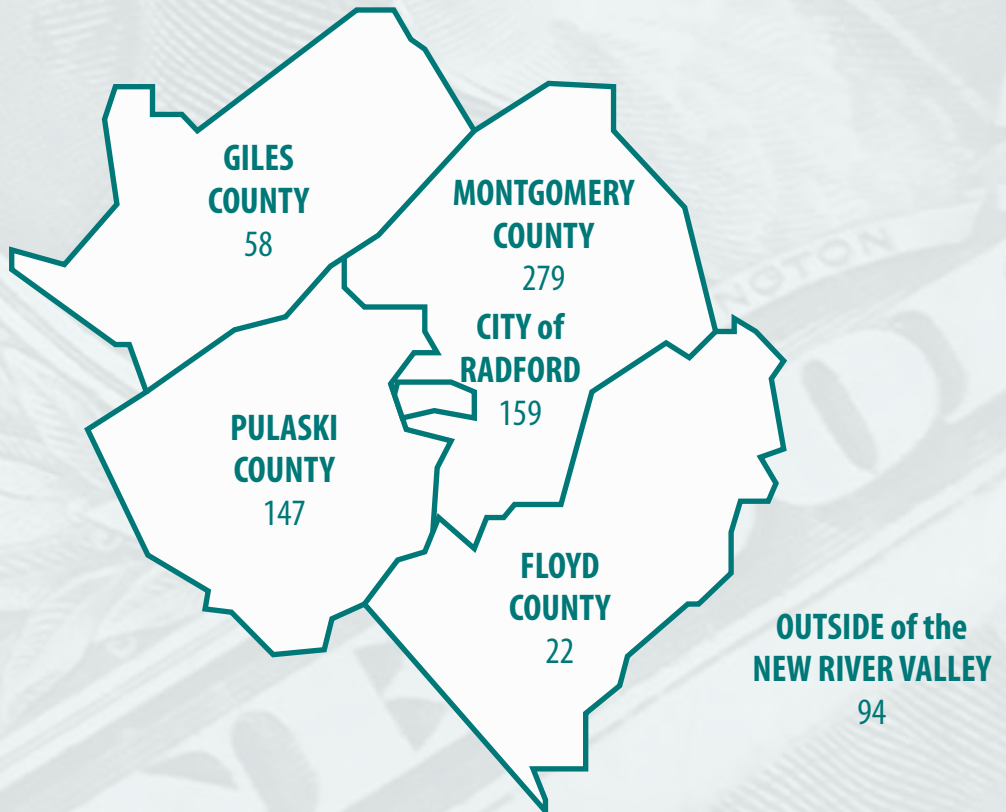 GILES
COUNTY
58
MONTGOMERY
COUNTY
279
CITY of
RADFORD
159
PULASKI
COUNTY
147
FLOYD
COUNTY
22
OUTSIDE of the
NEW RIVER VALLEY
94